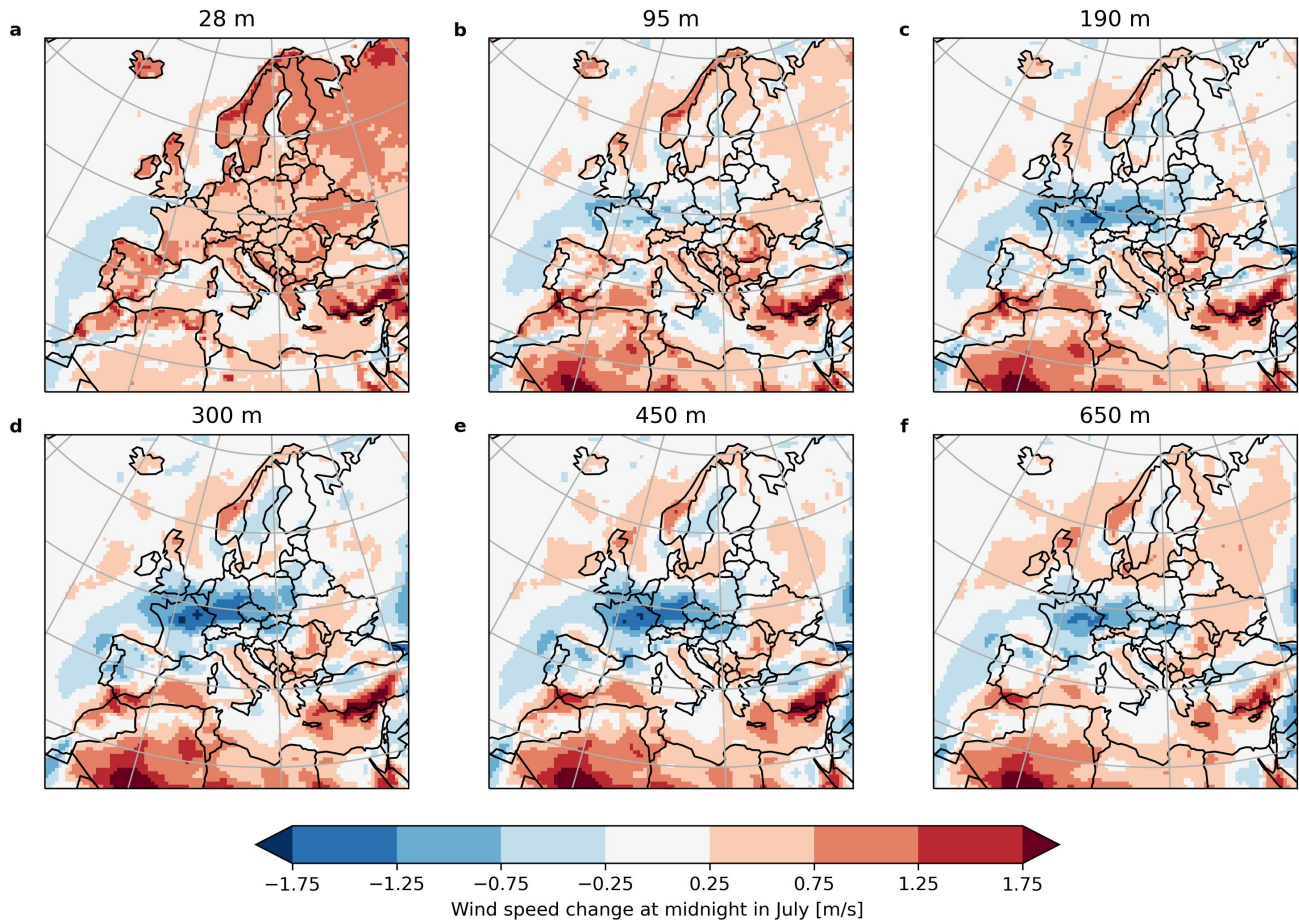 a 28 m
b 95 m
c 190 m
d 300 m
e 450 m
f 650 m
−1.75 −1.25 −0.75 −0.25 0.25 0.75 1.25 1.75
Wind speed change at midnight in July [m/s]